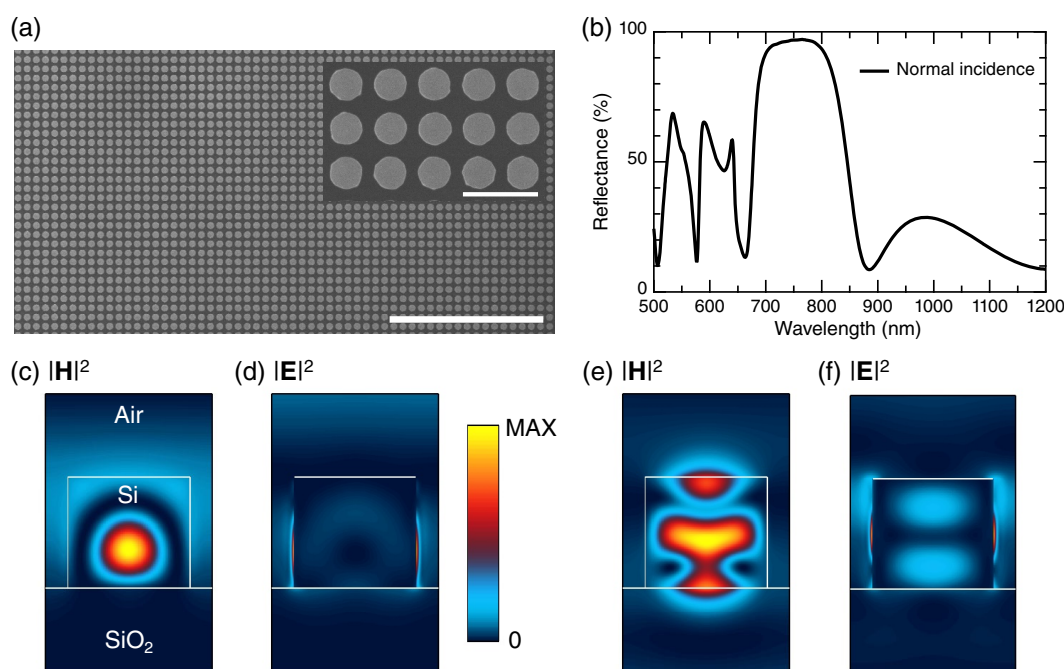 (a)
(b)
100
50
0
Reflectance (%)
Normal incidence
500 600 700 800 900 1000 1100 1200
Wavelength (nm)
(c) |H|²
(d) |E|²
(e) |H|²
(f) |E|²
Air
Si
SiO₂
MAX
0